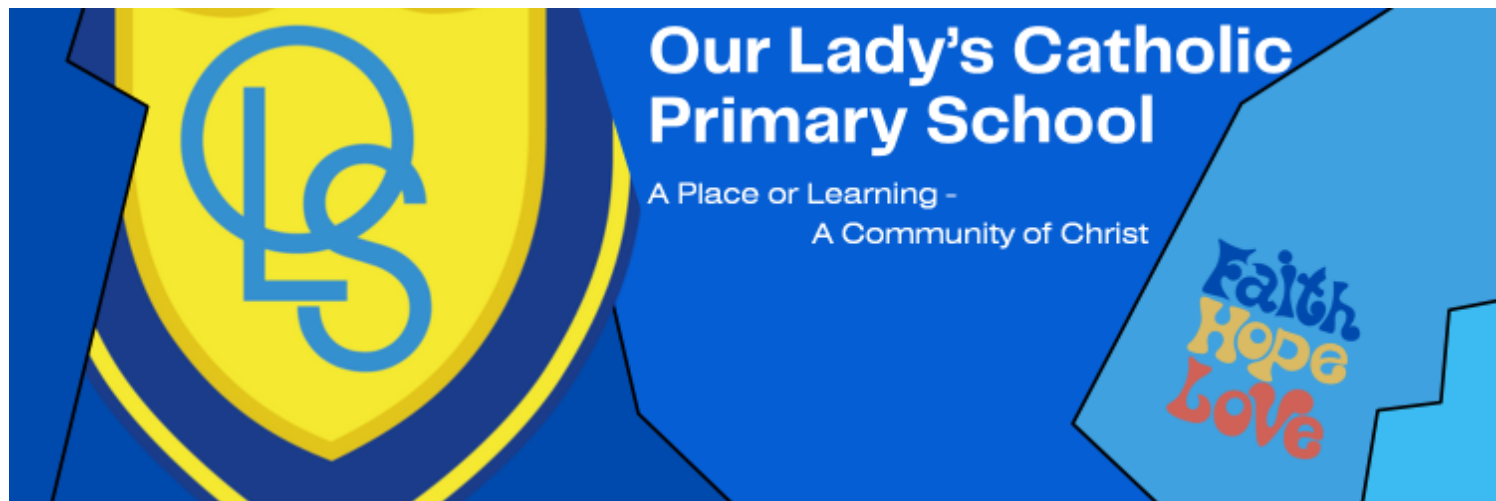 OLS
Our Lady's Catholic
Primary School
A Place or Learning -
A Community of Christ
Faith
Hope
Love